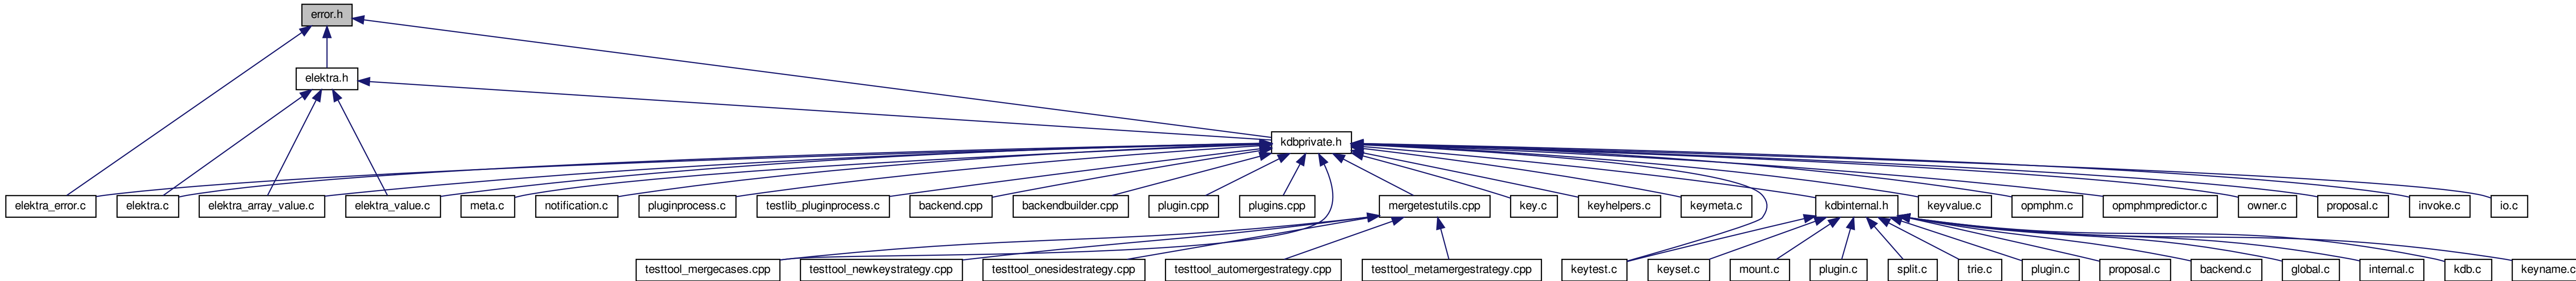 error.h
elektra.h
kdbprivate.h
elektra_error.c
elektra.c
elektra_array_value.c
elektra_value.c
meta.c
notification.c
pluginprocess.c
testlib_pluginprocess.c
backend.cpp
backendbuilder.cpp
plugin.cpp
plugins.cpp
mergetestutils.cpp
key.c
keyhelpers.c
keymeta.c
kdbinternal.h
keyvalue.c
opmphm.c
opmphmpredictor.c
owner.c
proposal.c
invoke.c
io.c
testtool_mergecases.cpp
testtool_newkeystrategy.cpp
testtool_onesidestrategy.cpp
testtool_automergestrategy.cpp
testtool_metamergestrategy.cpp
keytest.c
keyset.c
mount.c
plugin.c
split.c
trie.c
plugin.c
proposal.c
backend.c
global.c
internal.c
kdb.c
keyname.c